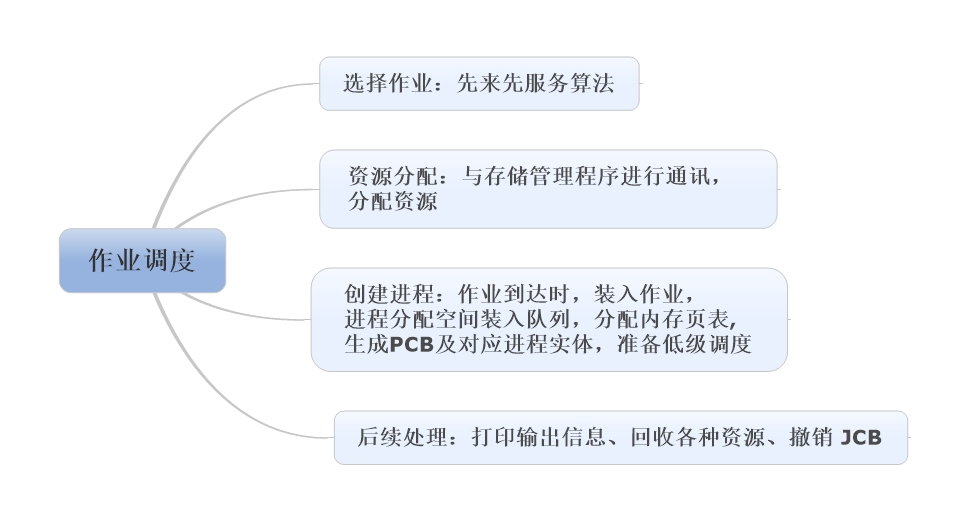 选择作业：先来先服务算法
资源分配：与存储管理程序进行通讯，
分配资源
作业调度
创建进程：作业到达时，装入作业，
进程分配空间装入队列，分配内存页表,
生成PCB及对应进程实体，准备低级调度
后续处理：打印输出信息、回收各种资源、撤销 JCB